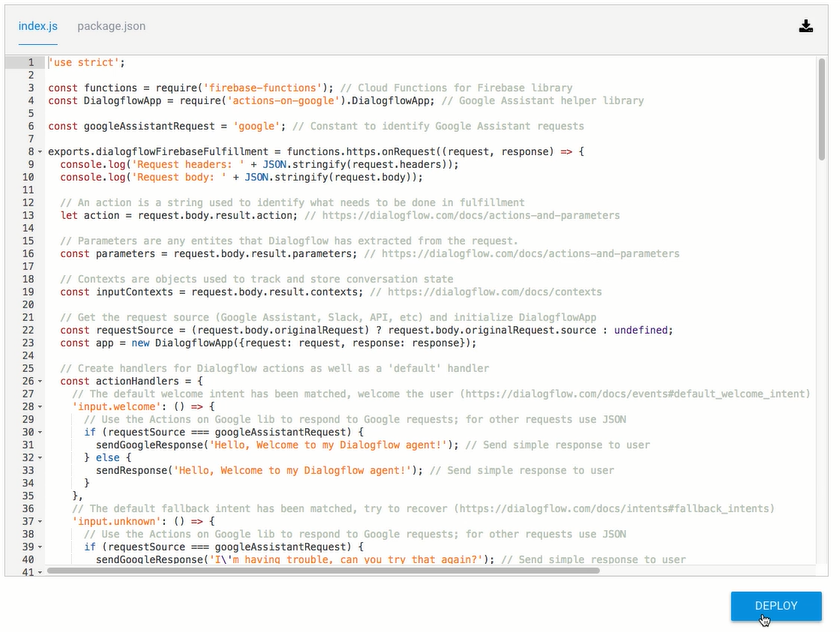 index.js package.json
1 'use strict';
2
3 const functions = require('firebase-functions'); // Cloud Functions for Firebase library
4 const DialogflowApp = require('actions-on-google').DialogflowApp; // Google Assistant helper library
5
6 const googleAssistantRequest = 'google'; // Constant to identify Google Assistant requests
7
8 exports.dialogflowFirebaseFulfillment = functions.https.onRequest((request, response) => {
9 console.log('Request headers: ' + JSON.stringify(request.headers));
10 console.log('Request body: ' + JSON.stringify(request.body));
11
12 // An action is a string used to identify what needs to be done in fulfillment
13 let action = request.body.result.action; // https://dialogflow.com/docs/actions-and-parameters
14
15 // Parameters are any entites that Dialogflow has extracted from the request.
16 const parameters = request.body.result.parameters; // https://dialogflow.com/docs/actions-and-parameters
17
18 // Contexts are objects used to track and store conversation state
19 const inputContexts = request.body.result.contexts; // https://dialogflow.com/docs/contexts
20
21 // Get the request source (Google Assistant, Slack, API, etc) and initialize DialogflowApp
22 const requestSource = (request.body.originalRequest) ? request.body.originalRequest.source : undefined;
23 const app = new DialogflowApp({request: request, response: response});
24
25 // Create handlers for Dialogflow actions as well as a 'default' handler
26 const actionHandlers = {
27 // The default welcome intent has been matched, welcome the user (https://dialogflow.com/docs/events#default_welcome_intent)
28 'input.welcome': () => {
29 // Use the Actions on Google lib to respond to Google requests; for other requests use JSON
30 if (requestSource === googleAssistantRequest) {
31 sendGoogleResponse('Hello, Welcome to my Dialogflow agent!'); // Send simple response to user
32 } else {
33 sendResponse('Hello, Welcome to my Dialogflow agent!'); // Send simple response to user
34 }
35 },
36 // The default fallback intent has been matched, try to recover (https://dialogflow.com/docs/intents#fallback_intents)
37 'input.unknown': () => {
38 // Use the Actions on Google lib to respond to Google requests; for other requests use JSON
39 if (requestSource === googleAssistantRequest) {
40 sendGoogleResponse('I\'m having trouble, can you try that again?'); // Send simple response to user
41
DEPLOY